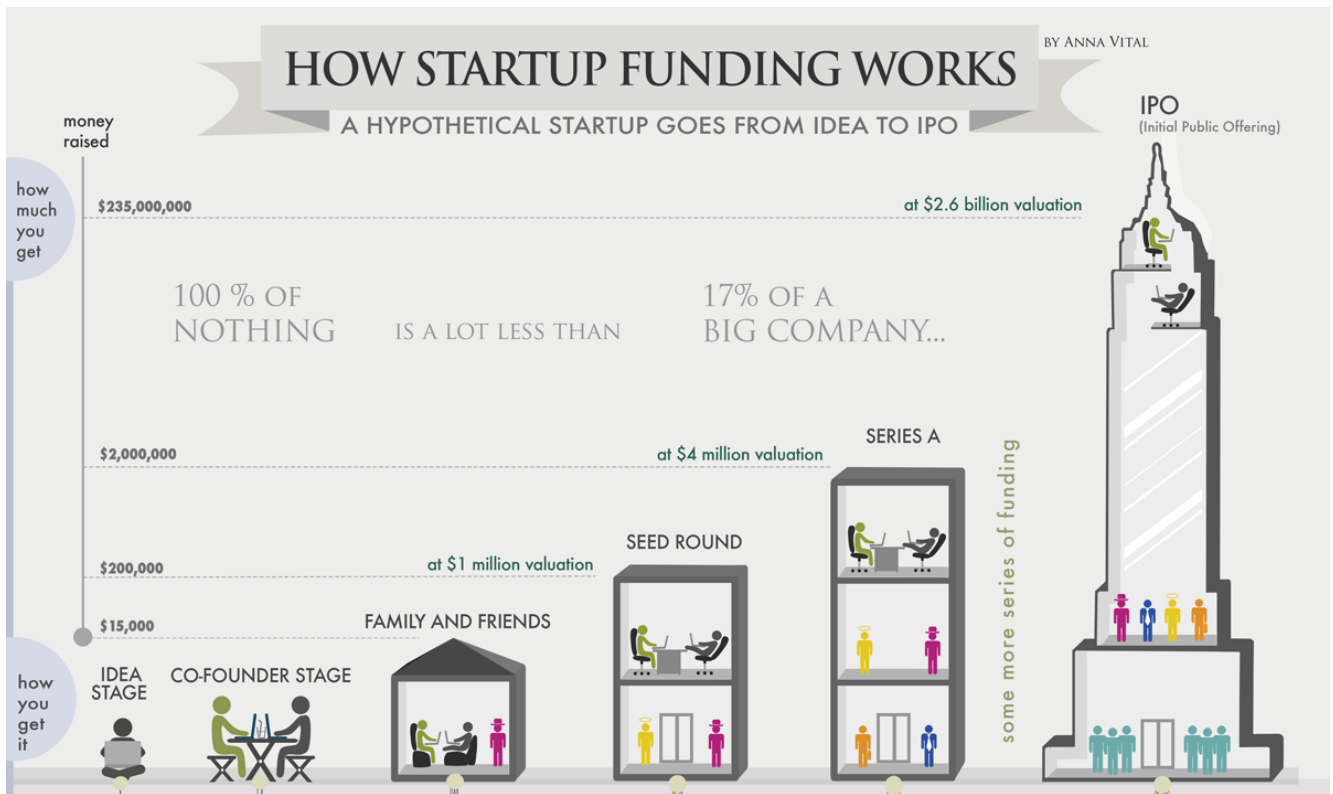 HOW STARTUP FUNDING WORKS
BY ANNA VITAL
A HYPOTHETICAL STARTUP GOES FROM IDEA TO IPO
IPO
(Initial Public Offering)
money
raised
how
much
you
get
$235,000,000
at $2.6 billion valuation
100 % OF
NOTHING
IS A LOT LESS THAN
17% OF A
BIG COMPANY...
SERIES A
$2,000,000
at $4 million valuation
some more series of funding
SEED ROUND
$200,000
at $1 million valuation
FAMILY AND FRIENDS
$15,000
how
you
get
it
IDEA
STAGE
CO-FOUNDER STAGE